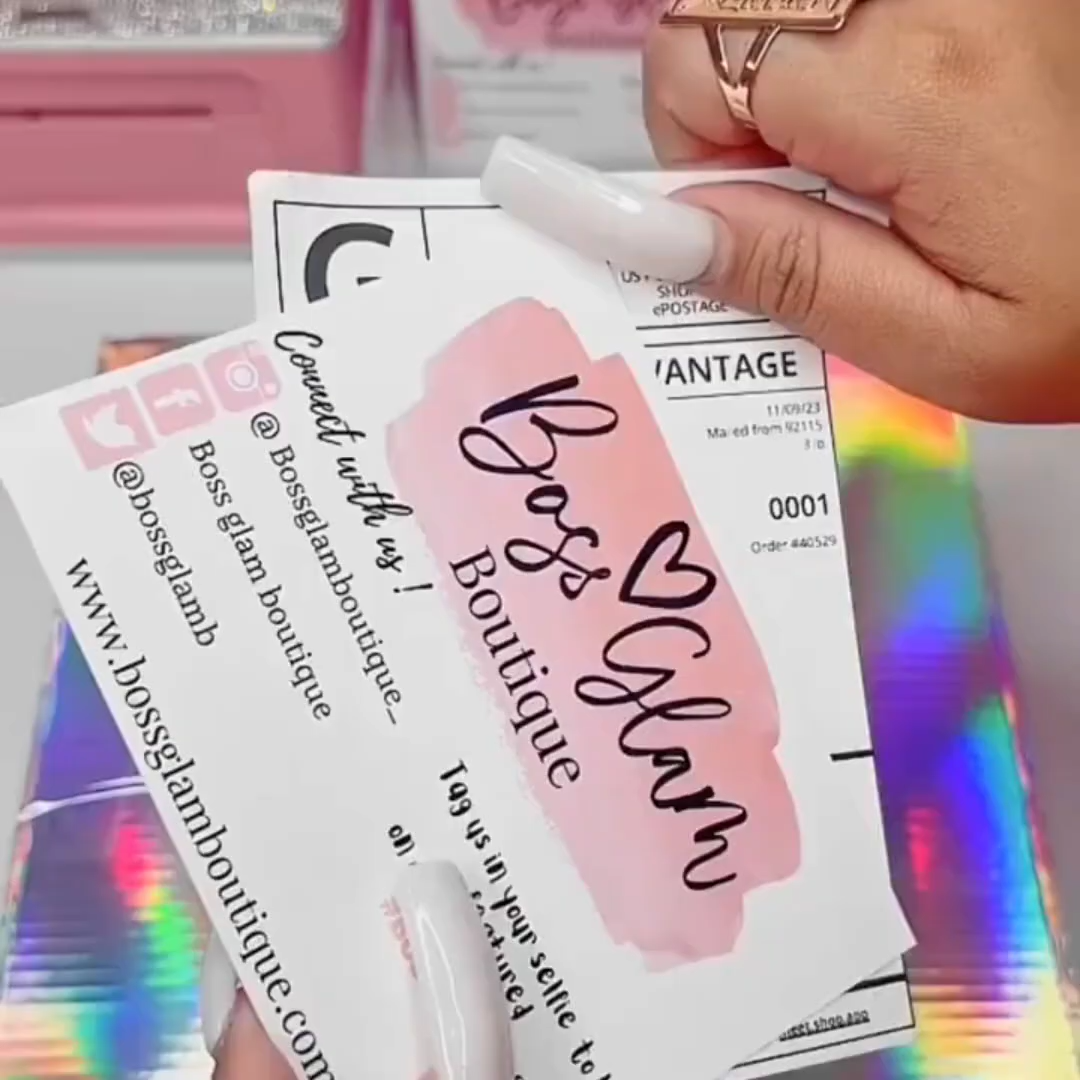 Boss
Glam
Boutique
Connect with us !
@ Bossglamboutique_
Boss glam boutique
@bossglamb
www.bossglamboutique.com
Tag us in your selfie to
featured
ePOSTAGE
VANTAGE
11/09/23
Mailed from 92115
0001
Order #40529